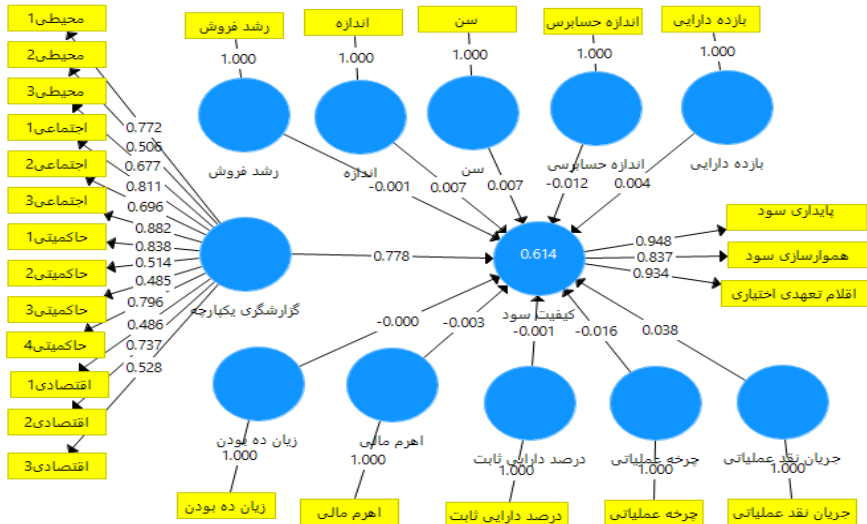 محیطی1
محیطی2
محیطی3
اجتماعی1
اجتماعی2
اجتماعی3
حاکمیتی1
حاکمیتی2
حاکمیتی3
حاکمیتی4
اقتصادی1
اقتصادی2
اقتصادی3
0.772
0.506
0.677
0.811
0.696
0.882
0.838
0.514
0.485
0.796
0.486
0.737
0.528
گزارشگری یکپارچه
رشد فروش
1.000
رشد فروش
-0.001
اندازه
1.000
اندازه
0.007
سن
1.000
سن
0.007
اندازه حسابرس
1.000
اندازه حسابرسی
-0.012
بازده دارایی
1.000
بازده دارایی
0.004
0.778
0.614
کیفیت سود
0.948
0.837
0.934
پایداری سود
هموارسازی سود
اقلام تعهدی اختیاری
-0.000
زیان ده بودن
1.000
زیان ده بودن
-0.003
اهرم مالی
1.000
اهرم مالی
-0.001
درصد دارایی ثابت
1.000
درصد دارایی ثابت
-0.016
چرخه عملیاتی
1.000
چرخه عملیاتی
0.038
جریان نقد عملیاتی
1.000
جریان نقد عملیاتی